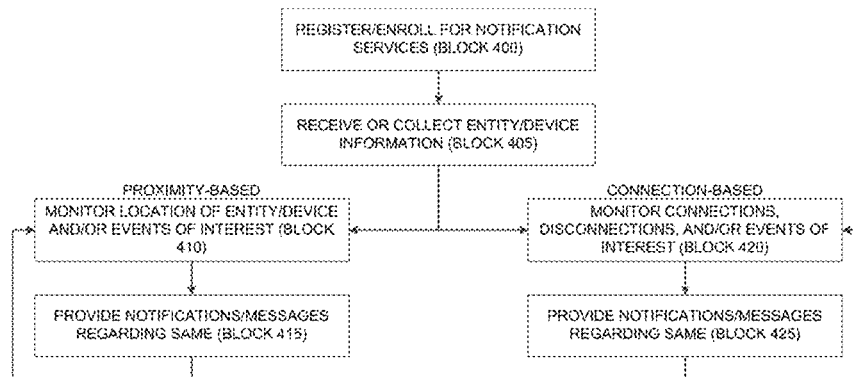 REGISTER/ENROLL FOR NOTIFICATION
SERVICES (BLOCK 400)
RECEIVE OR COLLECT ENTITY/DEVICE
INFORMATION (BLOCK 405)
PROXIMITY-BASED
MONITOR LOCATION OF ENTITY/DEVICE
AND/OR EVENTS OF INTEREST (BLOCK
410)
PROVIDE NOTIFICATIONS/MESSAGES
REGARDING SAME (BLOCK 415)
CONNECTION-BASED
MONITOR CONNECTIONS,
DISCONNECTIONS, AND/OR EVENTS OF
INTEREST (BLOCK 420)
PROVIDE NOTIFICATIONS/MESSAGES
REGARDING SAME (BLOCK 425)